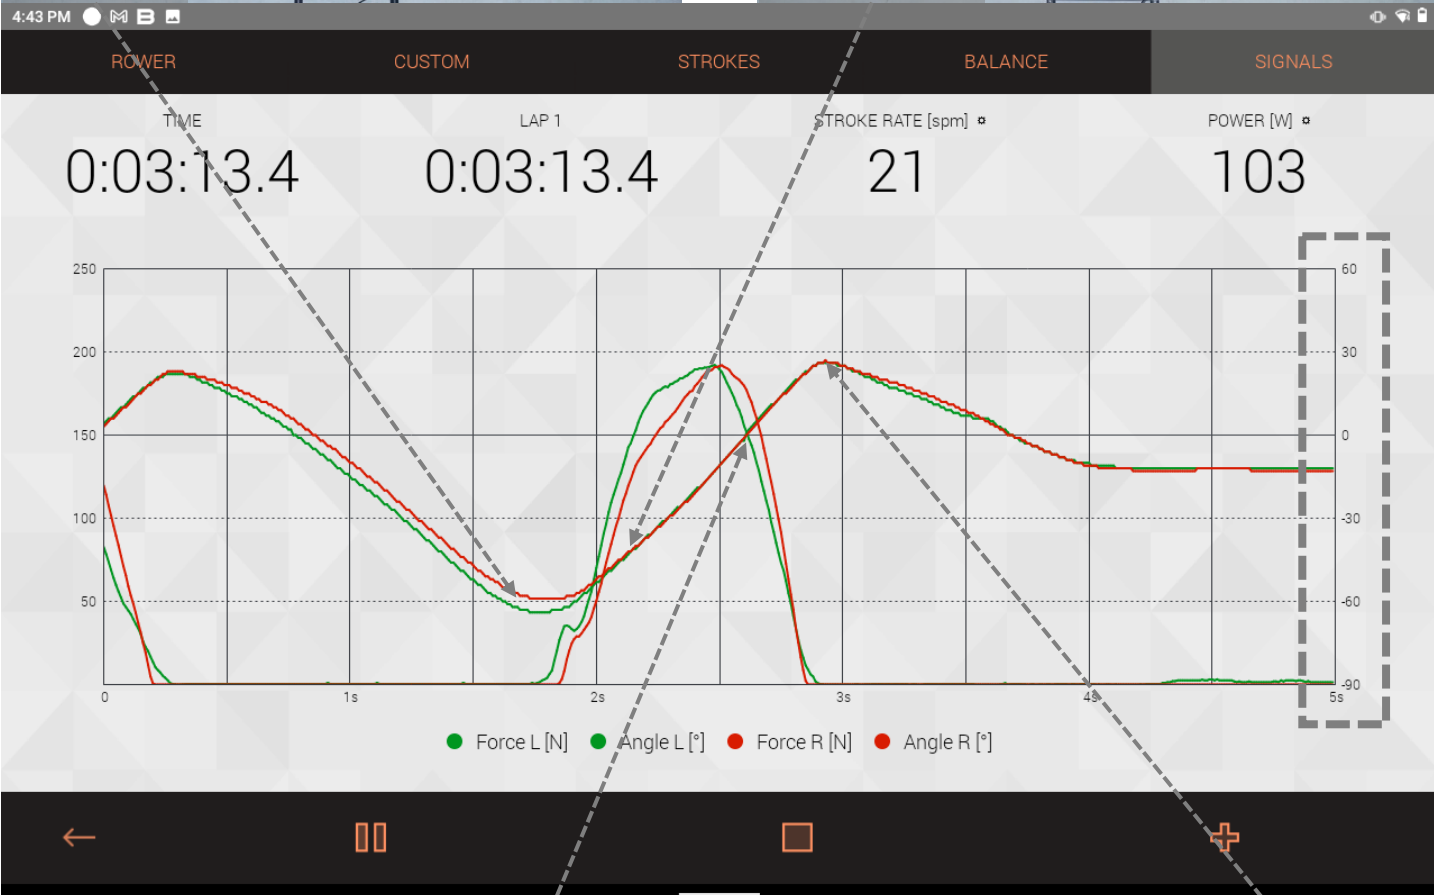 4:43 PM
ROWER CUSTOM STROKES BALANCE SIGNALS
TIME LAP 1 STROKE RATE [spm] POWER [W]
0:03:13.4 0:03:13.4 21 103
250 60
200 30
150 0
100 -30
50 -60
-90
0 1s 2s 3s 4s 5s
Force L [N] Angle L [°] Force R [N] Angle R [°]